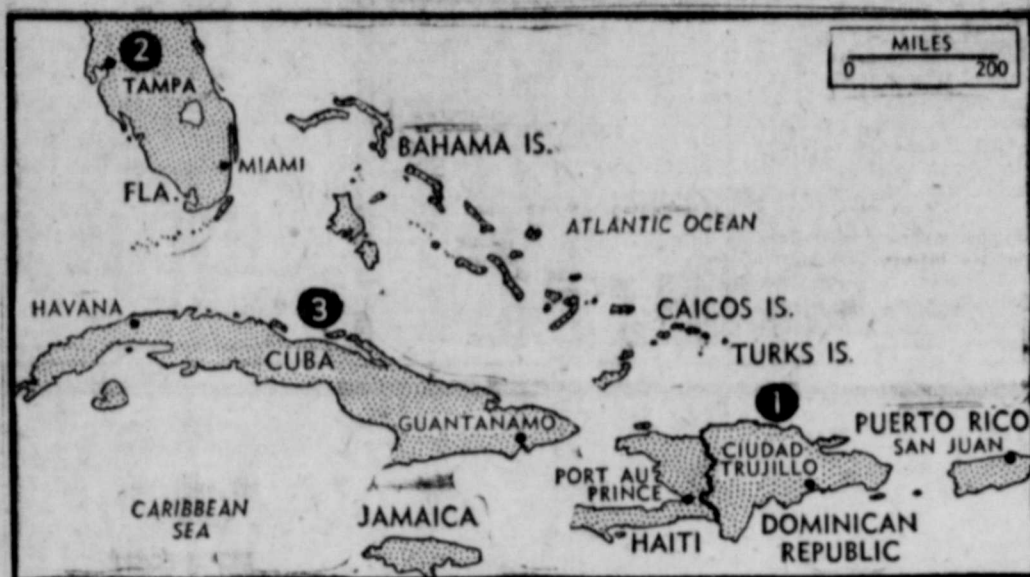 MILES
0 200
2
TAMPA
BAHAMA IS.
MIAMI
FLA.
ATLANTIC OCEAN
HAVANA
3
CAICOS IS.
CUBA
TURKS IS.
1
GUANTANAMO
PUERTO RICO
SAN JUAN
CIUDAD
TRUJILLO
PORT AU
PRINCE
CARIBBEAN
SEA
JAMAICA
HAITI
DOMINICAN
REPUBLIC